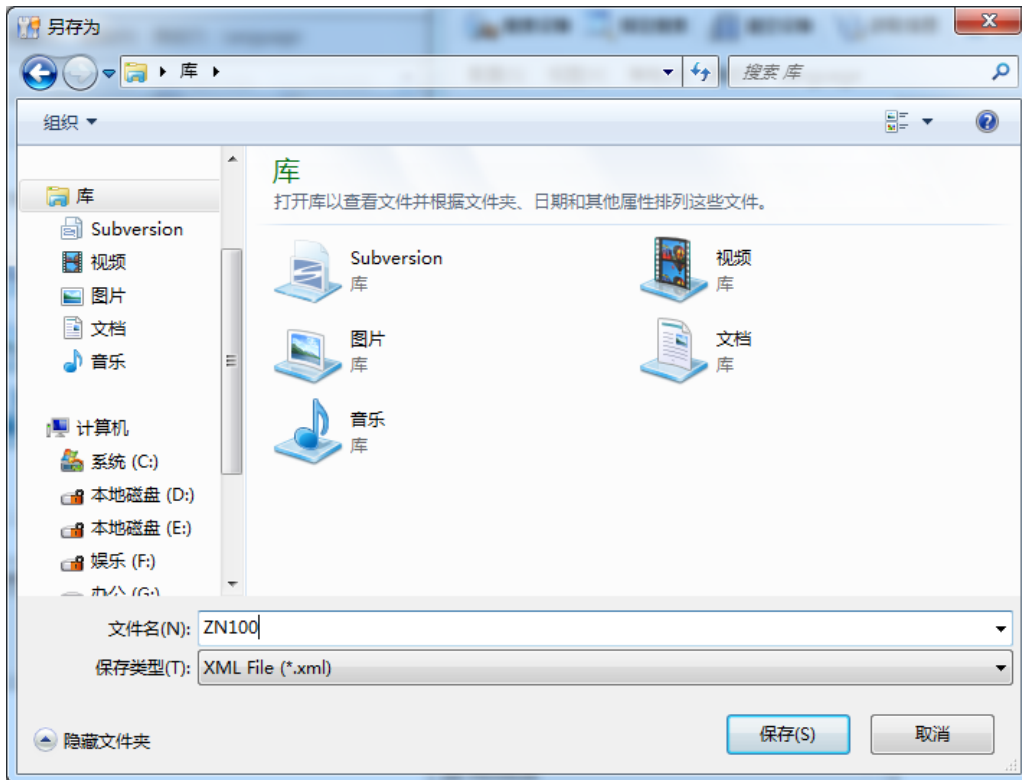 另存为
库
搜索 库
组织
库
Subversion
视频
图片
文档
音乐
计算机
系统 (C:)
本地磁盘 (D:)
本地磁盘 (E:)
娱乐 (F:)
办公 (G:)
库
打开库以查看文件并根据文件夹、日期和其他属性排列这些文件。
Subversion
库
视频
库
图片
库
文档
库
音乐
库
文件名(N): ZN100
保存类型(T): XML File (*.xml)
隐藏文件夹
保存(S)
取消